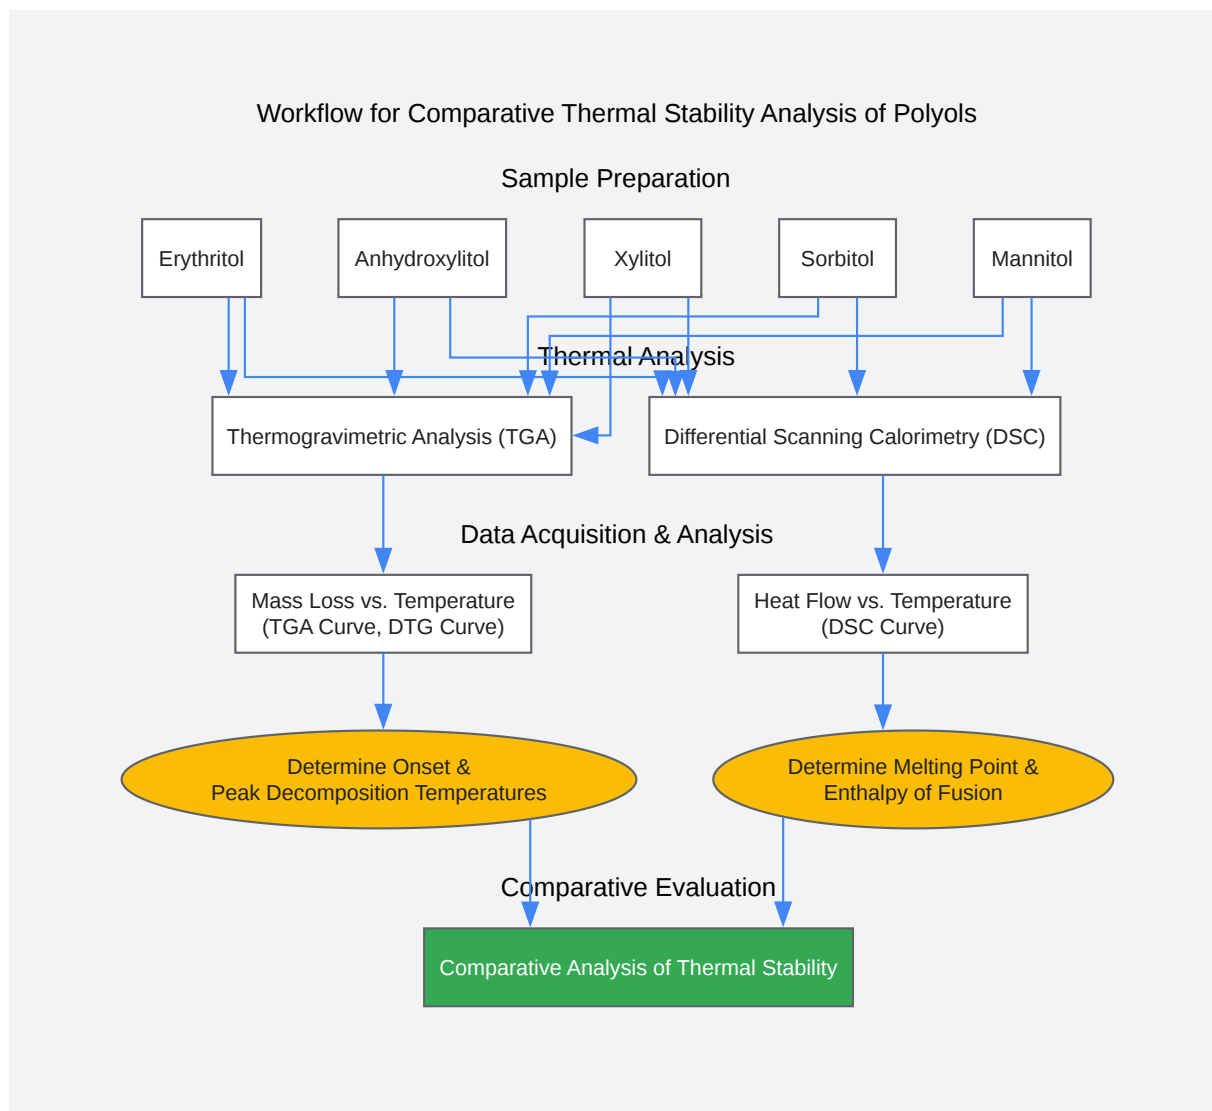 Workflow for Comparative Thermal Stability Analysis of Polyols
Sample Preparation
Erythritol
Anhydroxylitol
Xylitol
Sorbitol
Mannitol
Thermal Analysis
Thermogravimetric Analysis (TGA)
Differential Scanning Calorimetry (DSC)
Data Acquisition & Analysis
Mass Loss vs. Temperature
(TGA Curve, DTG Curve)
Heat Flow vs. Temperature
(DSC Curve)
Determine Onset &
Peak Decomposition Temperatures
Determine Melting Point &
Enthalpy of Fusion
Comparative Evaluation
Comparative Analysis of Thermal Stability